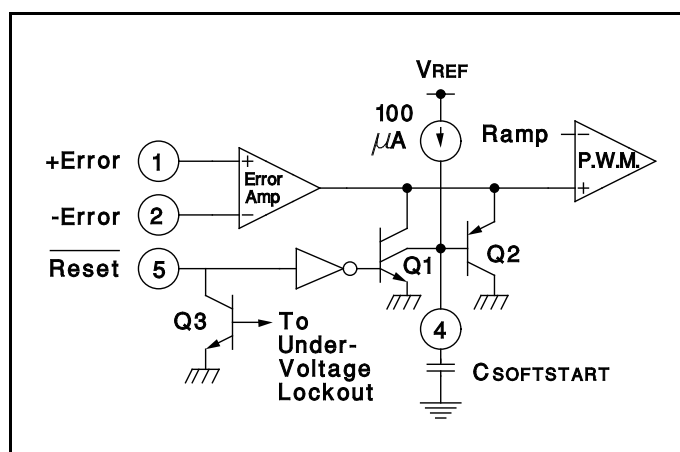 VREF
100
µA
Ramp
P.W.M.
+Error
1
+
Error
Amp
-Error
2
−
−
+
Reset
5
Q1
Q2
Q3
4
To
Under-
Voltage
Lockout
CSOFTSTART